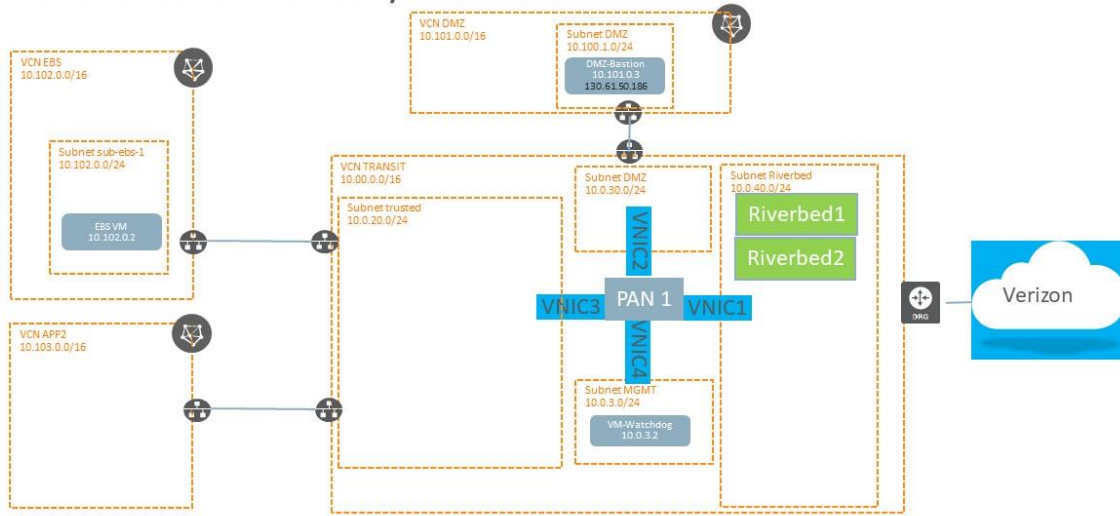 VCN DMZ
10.101.0.0/16
Subnet DMZ
10.100.1.0/24
DMZ-Bastion
10.101.0.3
130.61.50.186
VCN EBS
10.102.0.0/16
Subnet sub-ebs-1
10.102.0.0/24
EBS VM
10.102.0.2
VCN TRANSIT
10.00.0.0/16
Subnet trusted
10.0.20.0/24
Subnet DMZ
10.0.30.0/24
Subnet Riverbed
10.0.40.0/24
Riverbed1
Riverbed2
VNIC2
VNIC3
PAN 1
VNIC1
VNIC4
DRG
Verizon
VCN APP2
10.103.0.0/16
Subnet MGMT
10.0.3.0/24
VM-Watchdog
10.0.3.2